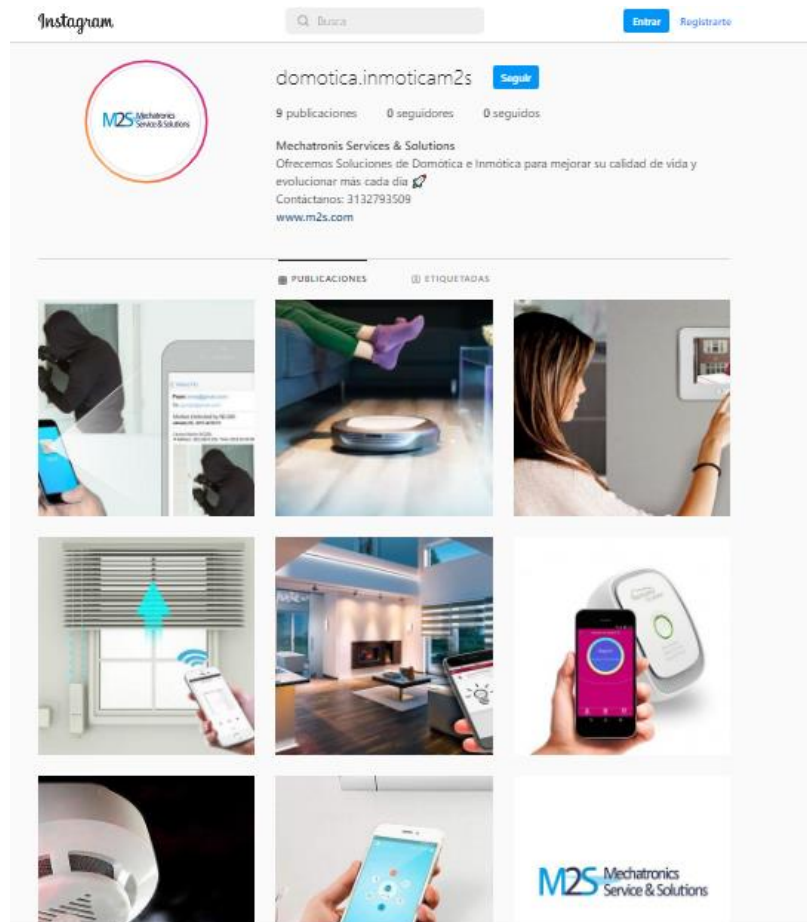 Instagram
Busca
Entrar
Registrarte
M2S Mechatronics
Service & Solutions
domotica.inmoticam2s
Seguir
9 publicaciones 0 seguidores 0 seguidos
Mechatronis Services & Solutions
Ofrecemos Soluciones de Domótica e Inmótica para mejorar su calidad de vida y
evolucionar más cada día
Contáctanos: 3132793509
www.m2s.com
PUBLICACIONES
ETIQUETADAS
M2S Mechatronics
Service & Solutions